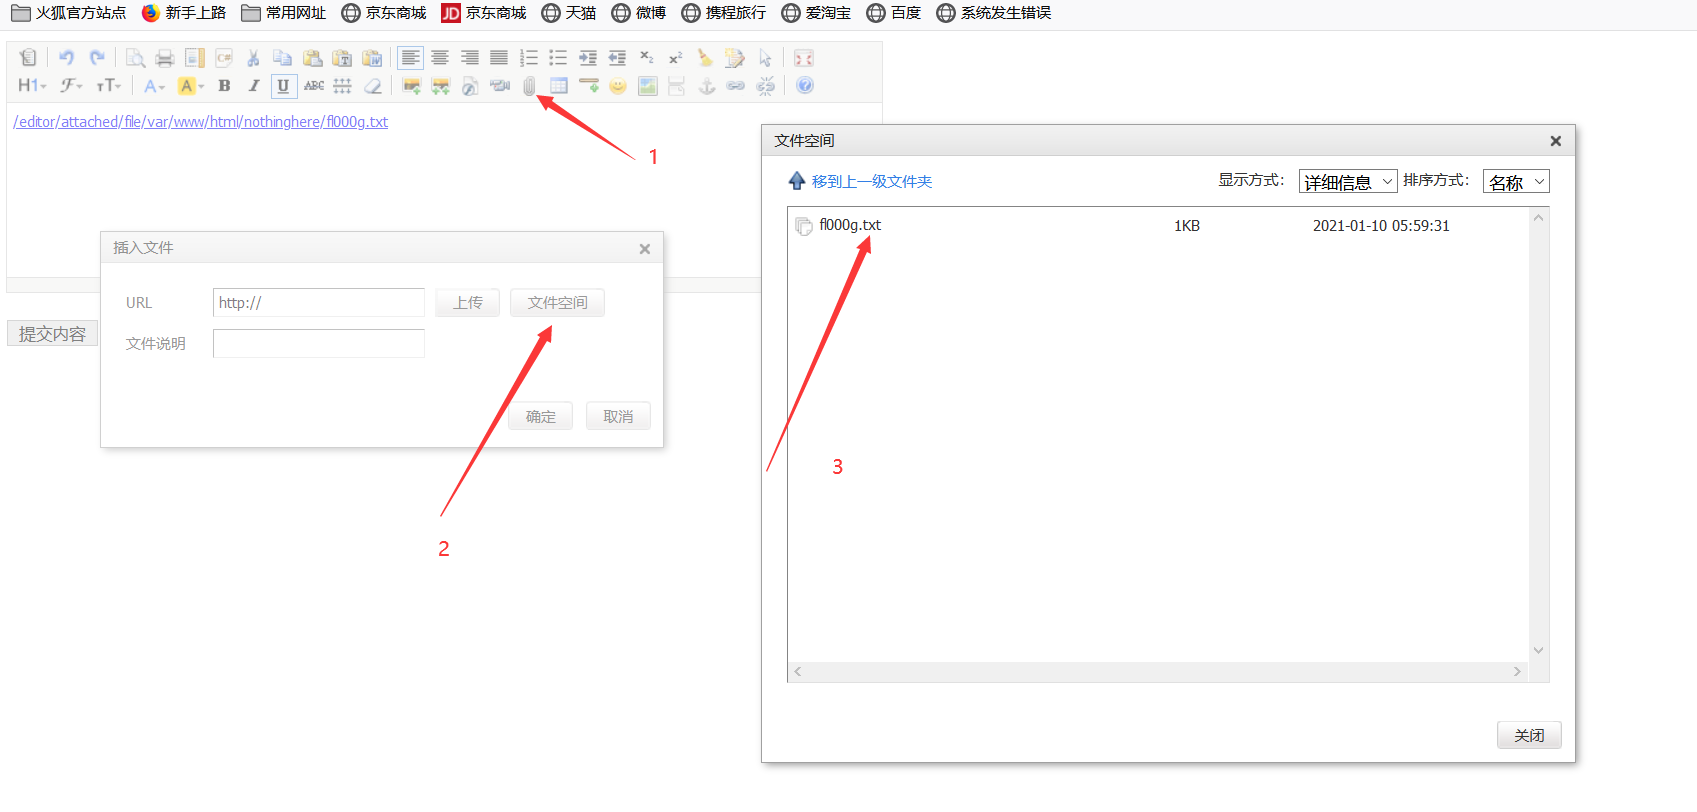 火狐官方站点 新手上路 常用网址 京东商城 JD 京东商城 天猫 微博 携程旅行 爱淘宝 百度 系统发生错误
H1 F тT A A B I U ABC
/editor/attached/file/var/www/html/nothinghere/fl000g.txt
1
文件空间
移到上一级文件夹 显示方式: 详细信息 排序方式: 名称
fl000g.txt 1KB 2021-01-10 05:59:31
插入文件
URL http:// 上传 文件空间
提交内容
文件说明
确定 取消
3
2
关闭